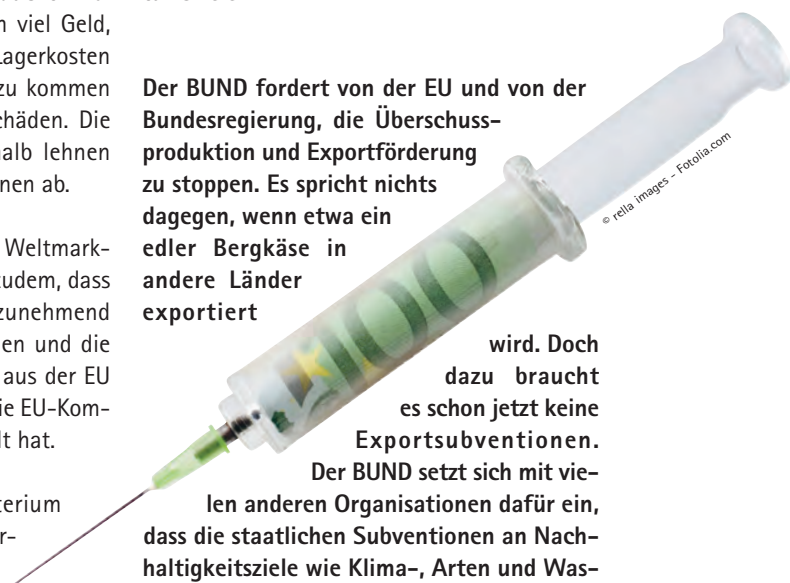 n viel Geld,
Lagerkosten
zu kommen
chäden. Die
halb lehnen
nen ab.
Weltmark-
zudem, dass
zunehmend
en und die
aus der EU
ie EU-Kom-
lt hat.
terium
r-
Der BUND fordert von der EU und von der
Bundesregierung, die Überschuss-
produktion und Exportförderung
zu stoppen. Es spricht nichts
dagegen, wenn etwa ein
edler Bergkäse in
andere Länder
exportiert
wird. Doch
dazu braucht
es schon jetzt keine
Exportsubventionen.
Der BUND setzt sich mit vie-
len anderen Organisationen dafür ein,
dass die staatlichen Subventionen an Nach-
haltigkeitsziele wie Klima-, Arten und Was-
100
© rella images - Fotolia.com